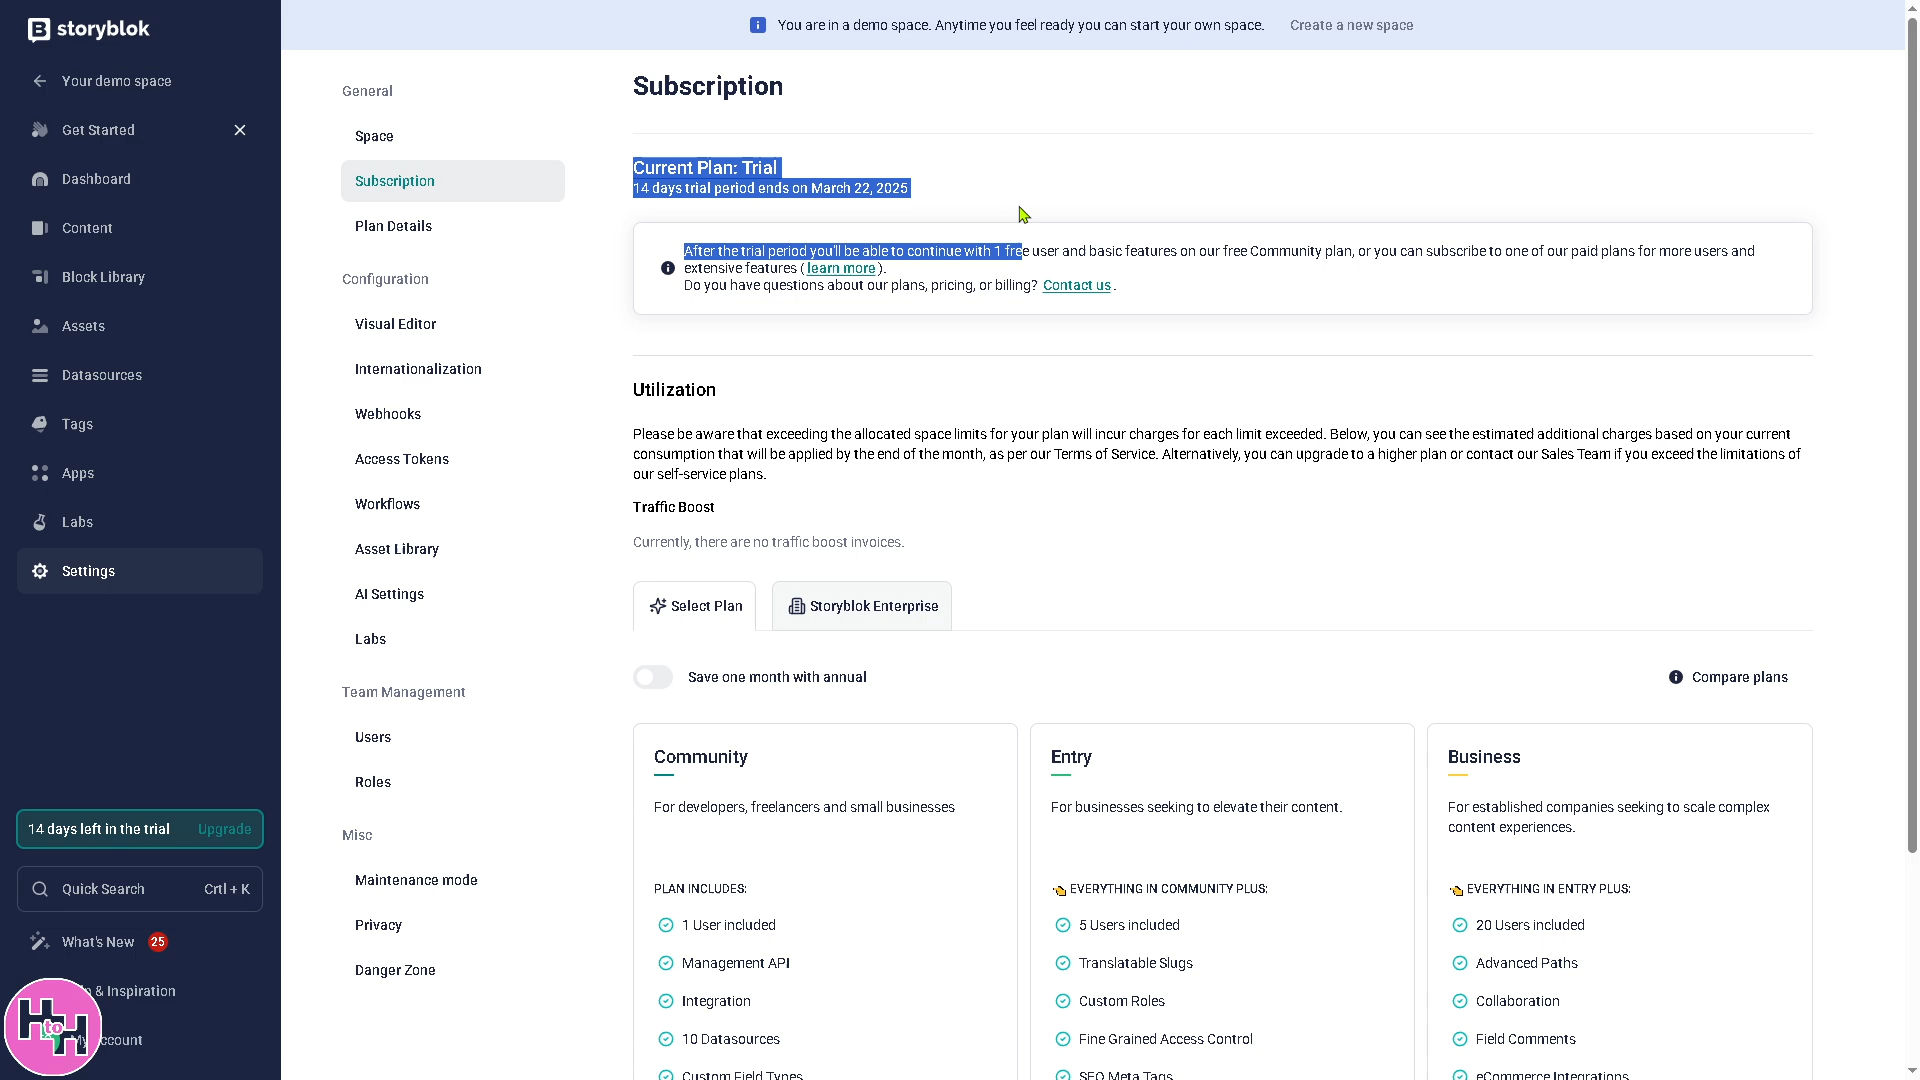 storyblok
Your demo space
Get Started
Dashboard
Content
Block Library
Assets
Datasources
Tags
Apps
Labs
Settings
14 days left in the trial Upgrade
Quick Search Crtl + K
What's New 25
& Inspiration
My Account
H to H
You are in a demo space. Anytime you feel ready you can start your own space. Create a new space
General
Space
Subscription
Plan Details
Configuration
Visual Editor
Internationalization
Webhooks
Access Tokens
Workflows
Asset Library
AI Settings
Labs
Team Management
Users
Roles
Misc
Maintenance mode
Privacy
Danger Zone
Subscription
Current Plan: Trial
14 days trial period ends on March 22, 2025
After the trial period you'll be able to continue with 1 free user and basic features on our free Community plan, or you can subscribe to one of our paid plans for more users and
extensive features (learn more).
Do you have questions about our plans, pricing, or billing? Contact us.
Utilization
Please be aware that exceeding the allocated space limits for your plan will incur charges for each limit exceeded. Below, you can see the estimated additional charges based on your current
consumption that will be applied by the end of the month, as per our Terms of Service. Alternatively, you can upgrade to a higher plan or contact our Sales Team if you exceed the limitations of
our self-service plans.
Traffic Boost
Currently, there are no traffic boost invoices.
Select Plan
Storyblok Enterprise
Save one month with annual
Compare plans
Community
For developers, freelancers and small businesses
PLAN INCLUDES:
1 User included
Management API
Integration
10 Datasources
Custom Field Types
Entry
For businesses seeking to elevate their content.
EVERYTHING IN COMMUNITY PLUS:
5 Users included
Translatable Slugs
Custom Roles
Fine Grained Access Control
SEO Meta Tags
Business
For established companies seeking to scale complex
content experiences.
EVERYTHING IN ENTRY PLUS:
20 Users included
Advanced Paths
Collaboration
Field Comments
eCommerce Integrations